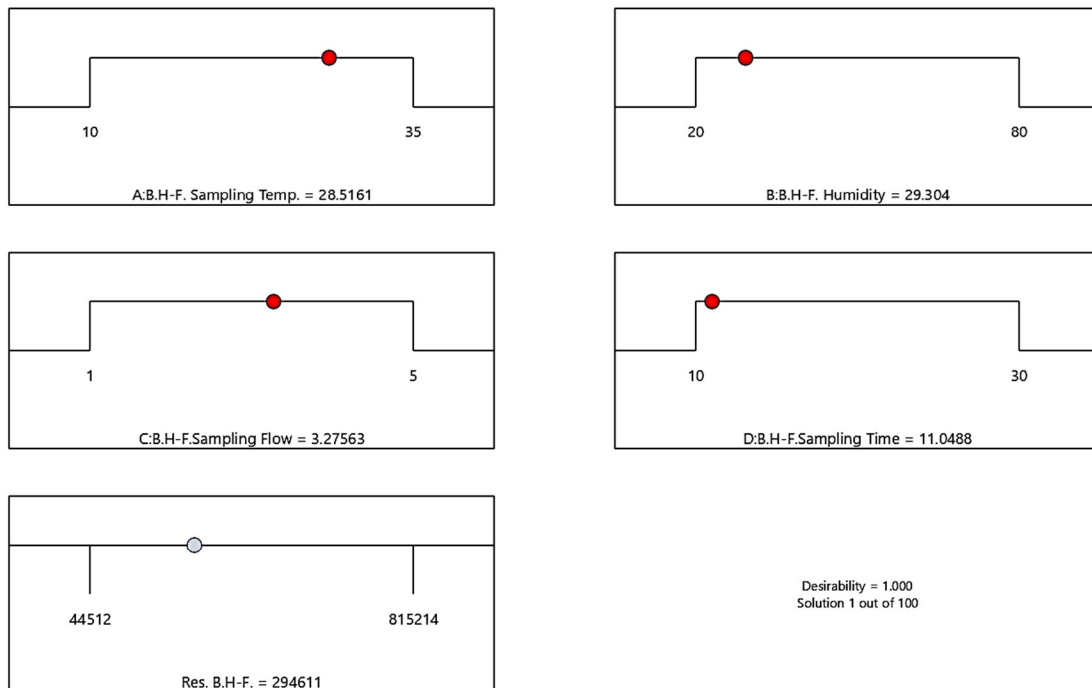 10 35
A:B.H-F. Sampling Temp. = 28.5161
20 80
B:B.H-F. Humidity = 29.304
1 5
C:B.H-F.Sampling Flow = 3.27563
10 30
D:B.H-F.Sampling Time = 11.0488
44512 815214
Res. B.H-F. = 294611
Desirability = 1.000
Solution 1 out of 100